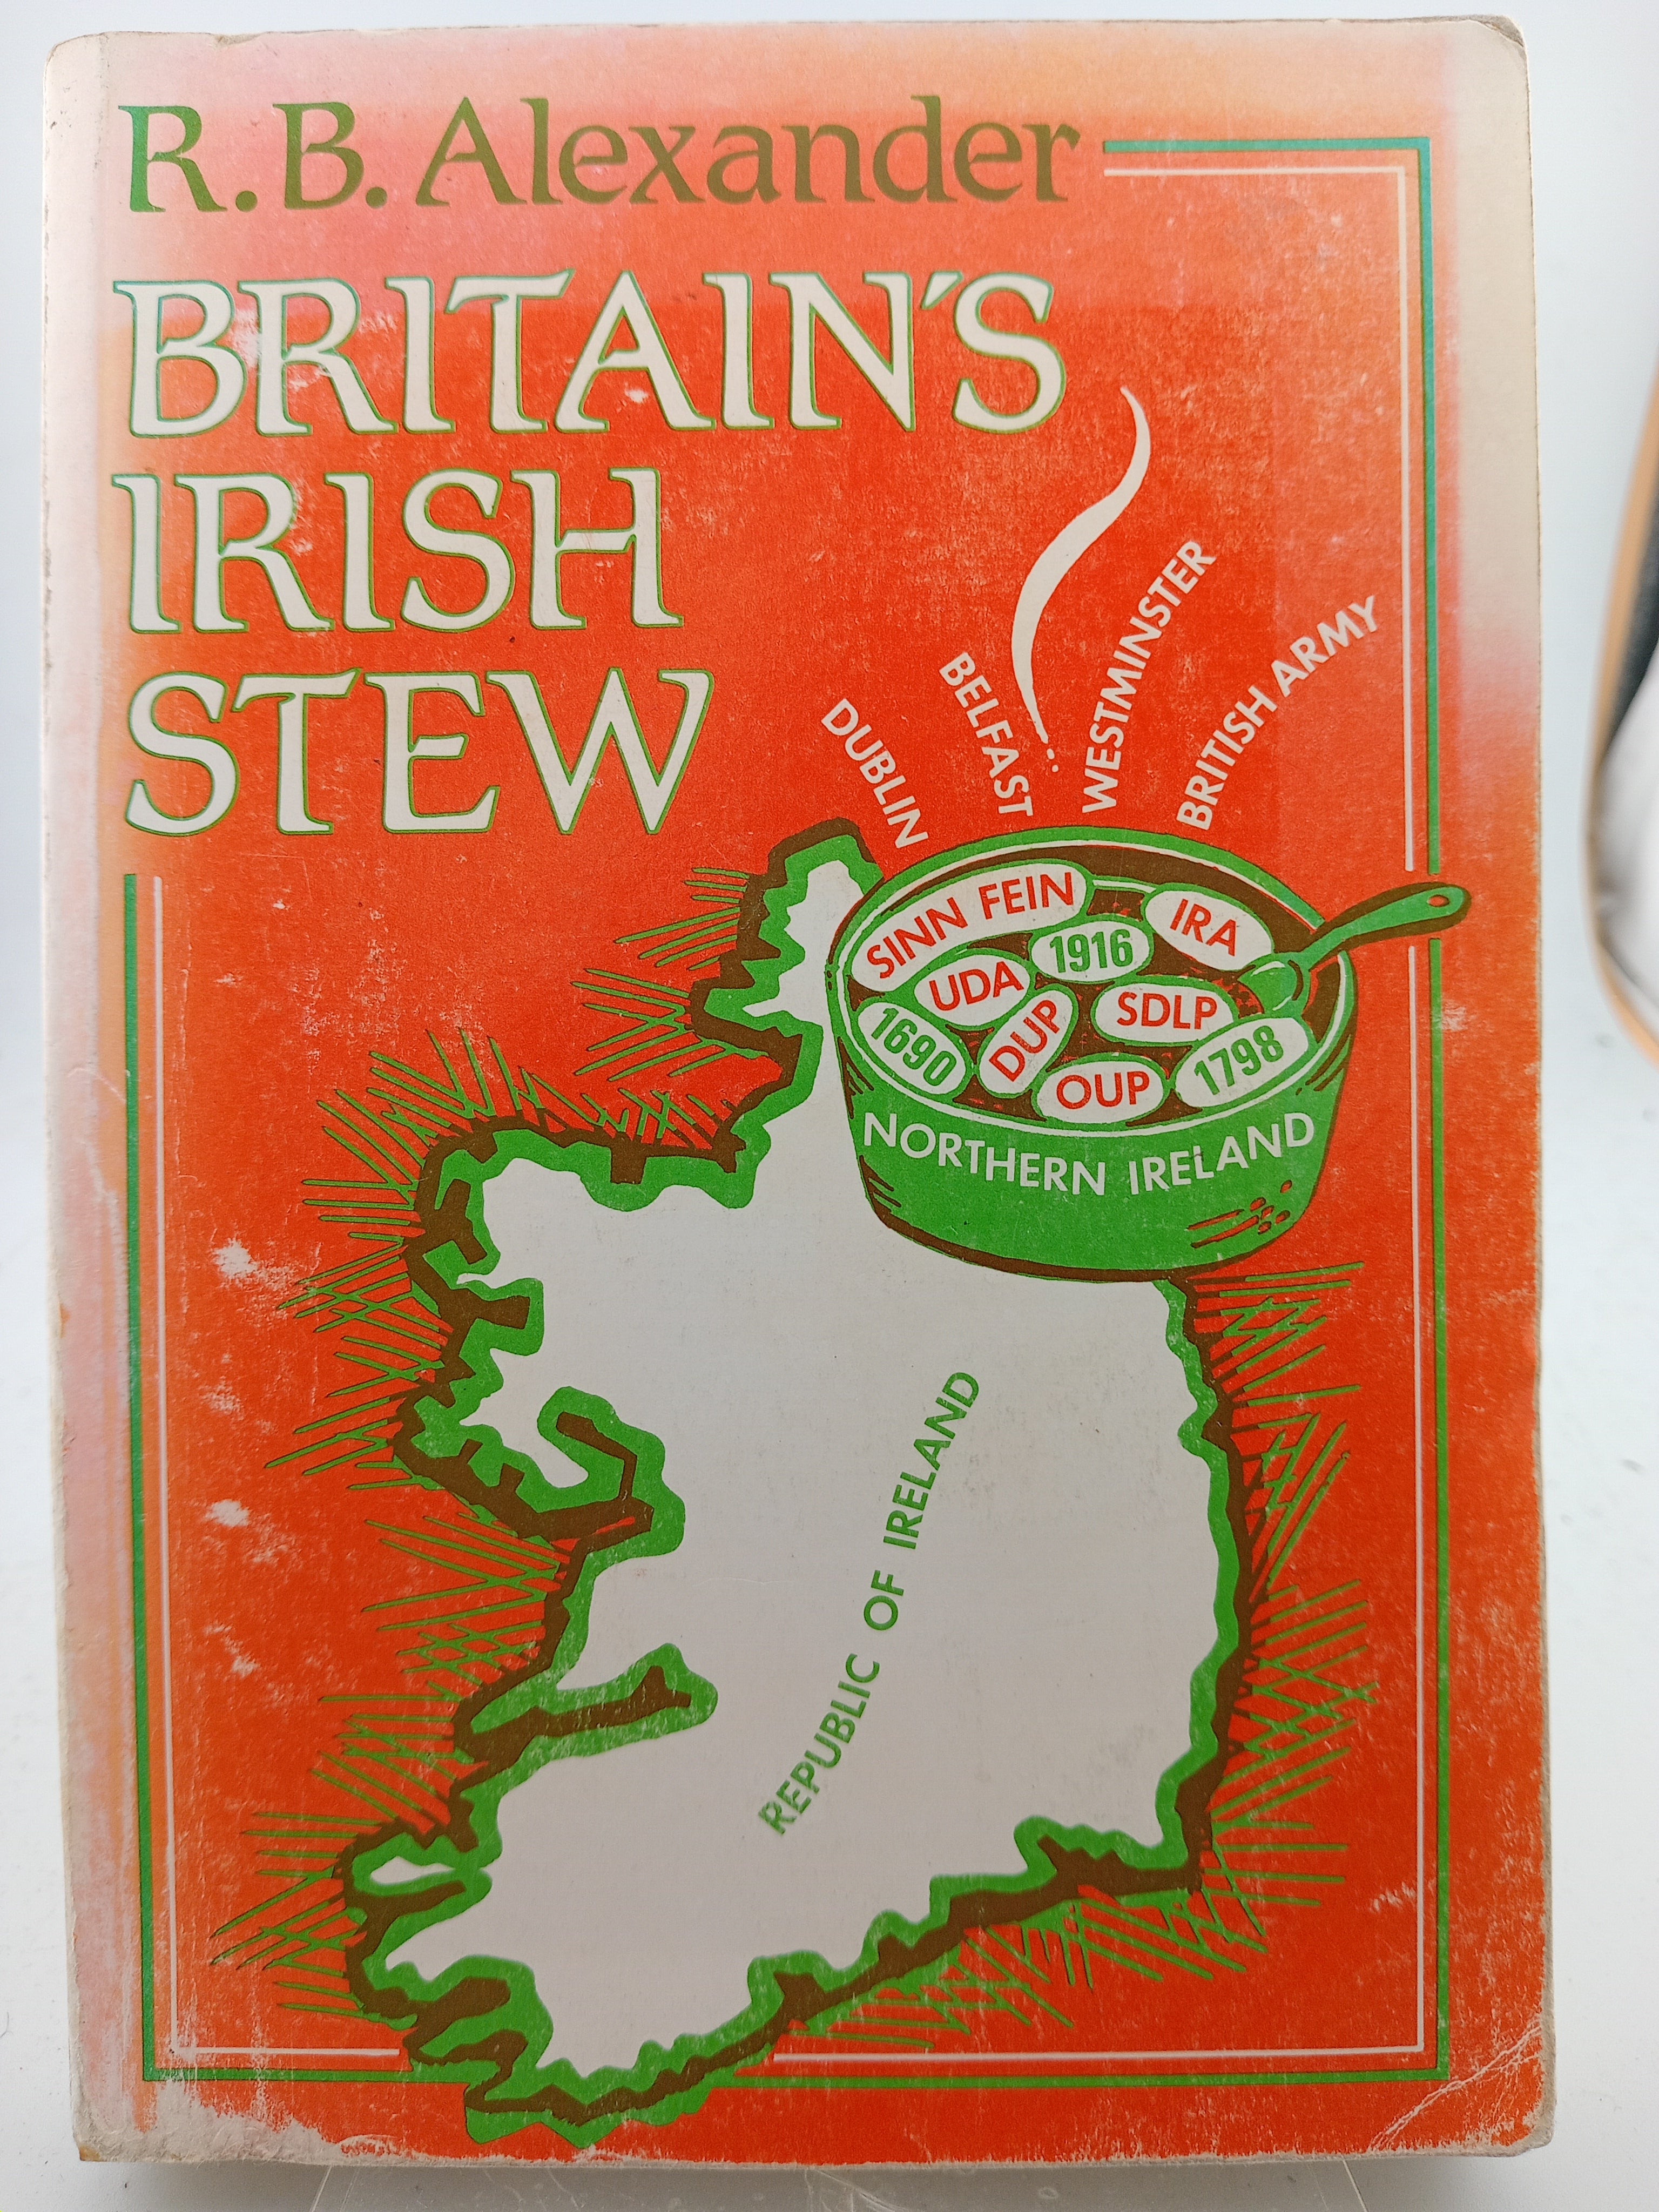 R. B. Alexander
BRITAIN'S
IRISH
STEW
DUBLIN
BELFAST
WESTMINSTER
BRITISH ARMY
SINN FEIN
1916
IRA
UDA
SDLP
1690
DUP
OUP
1798
NORTHERN IRELAND
REPUBLIC OF IRELAND